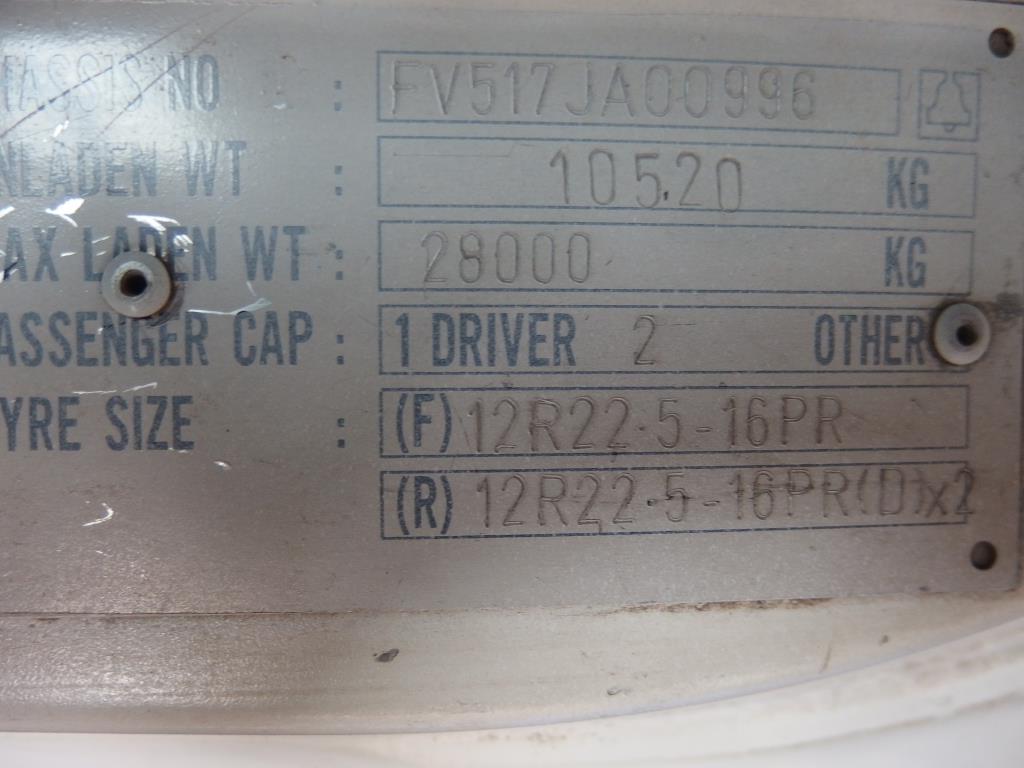 HASSIS NO : FV517JA00996
NLADEN WT : 10520 KG
AX LADEN WT : 28000 KG
ASSENGER CAP : 1 DRIVER 2 OTHER
YRE SIZE : (F) 12R22.5-16PR
(R) 12R22.5-16PR(D)x2